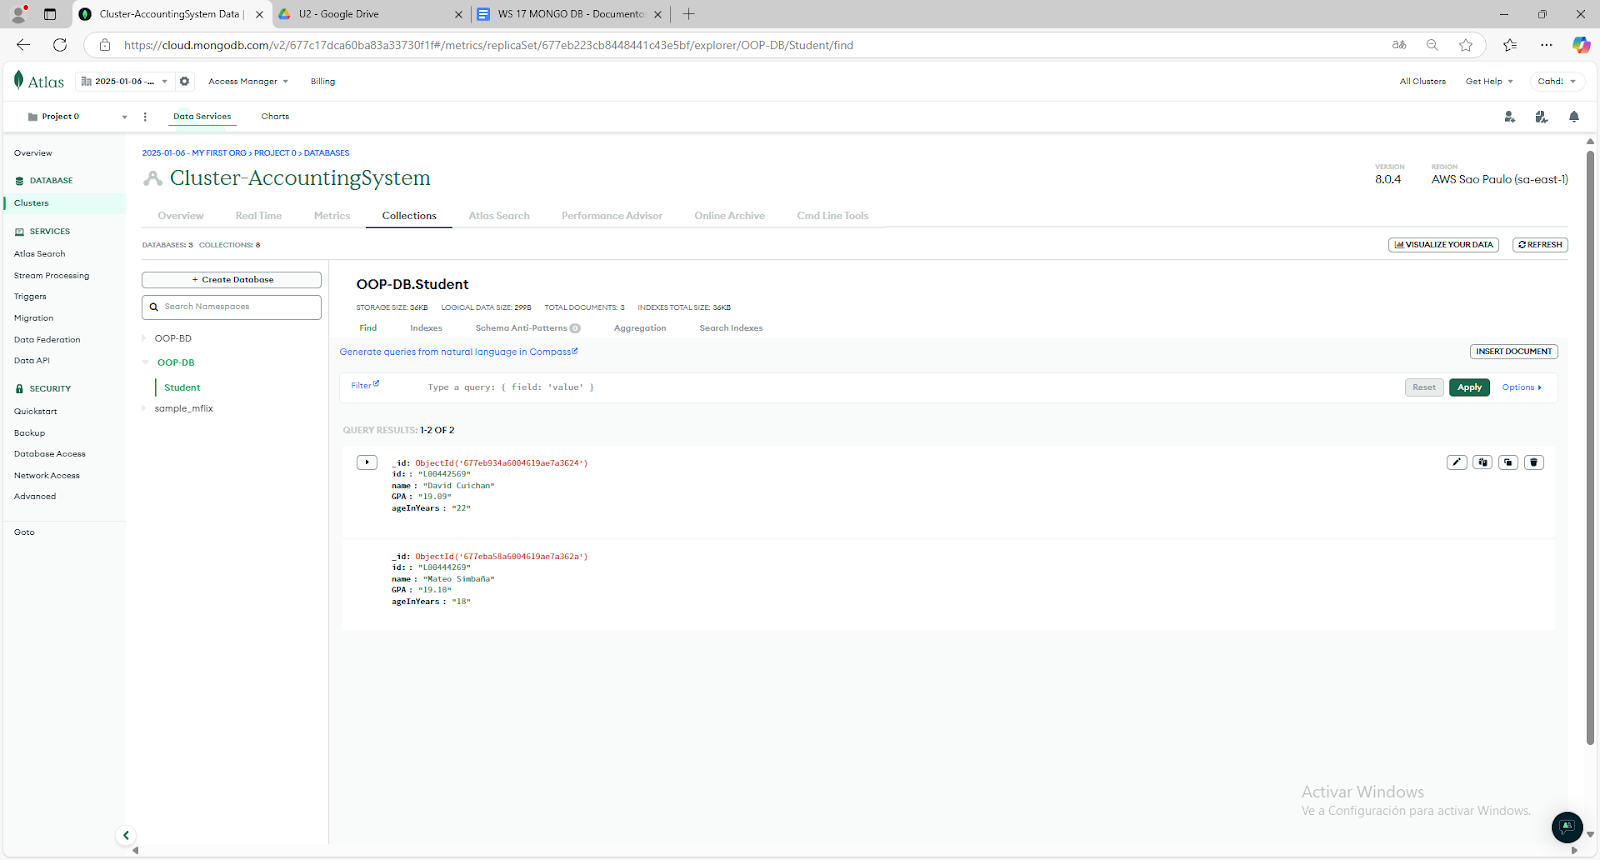 Cluster-AccountingSystem Data |
U2 - Google Drive
WS 17 MONGO DB - Documento
https://cloud.mongodb.com/v2/677c17dca60ba83a33730f1f#/metrics/replicaSet/677eb223cb8448441c43e5bf/explorer/OOP-DB/Student/find
Atlas
2025-01-06 -...
Access Manager
Billing
All Clusters
Get Help
Cahdi
Project 0
Data Services
Charts
Overview
DATABASE
Clusters
SERVICES
Atlas Search
Stream Processing
Triggers
Migration
Data Federation
Data API
SECURITY
Quickstart
Backup
Database Access
Network Access
Advanced
Goto
2025-01-06 - MY FIRST ORG > PROJECT 0 > DATABASES
Cluster-AccountingSystem
VERSION
8.0.4
REGION
AWS Sao Paulo (sa-east-1)
Overview
Real Time
Metrics
Collections
Atlas Search
Performance Advisor
Online Archive
Cmd Line Tools
DATABASES: 3 COLLECTIONS: 8
VISUALIZE YOUR DATA
REFRESH
+ Create Database
Search Namespaces
OOP-BD
OOP-DB
Student
sample_mflix
OOP-DB.Student
STORAGE SIZE: 36KB LOGICAL DATA SIZE: 299B TOTAL DOCUMENTS: 3 INDEXES TOTAL SIZE: 36KB
Find
Indexes
Schema Anti-Patterns 0
Aggregation
Search Indexes
Generate queries from natural language in Compass
INSERT DOCUMENT
Filter
Type a query: { field: 'value' }
Reset
Apply
Options
QUERY RESULTS: 1-2 OF 2
_id: ObjectId('677eb934a6004619ae7a3624')
id: : "L00442569"
name : "David Cuichan"
GPA : "19.09"
ageInYears : "22"
_id: ObjectId('677eba58a6004619ae7a362a')
id: : "L00444269"
name : "Mateo Simbaña"
GPA : "19.10"
ageInYears : "18"
Activar Windows
Ve a Configuración para activar Windows.